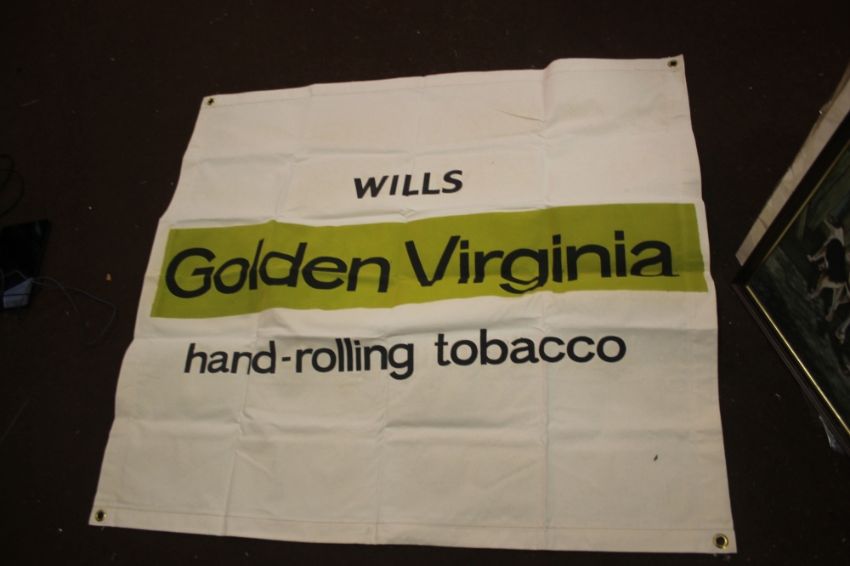 WILLS
Golden Virginia
hand-rolling tobacco